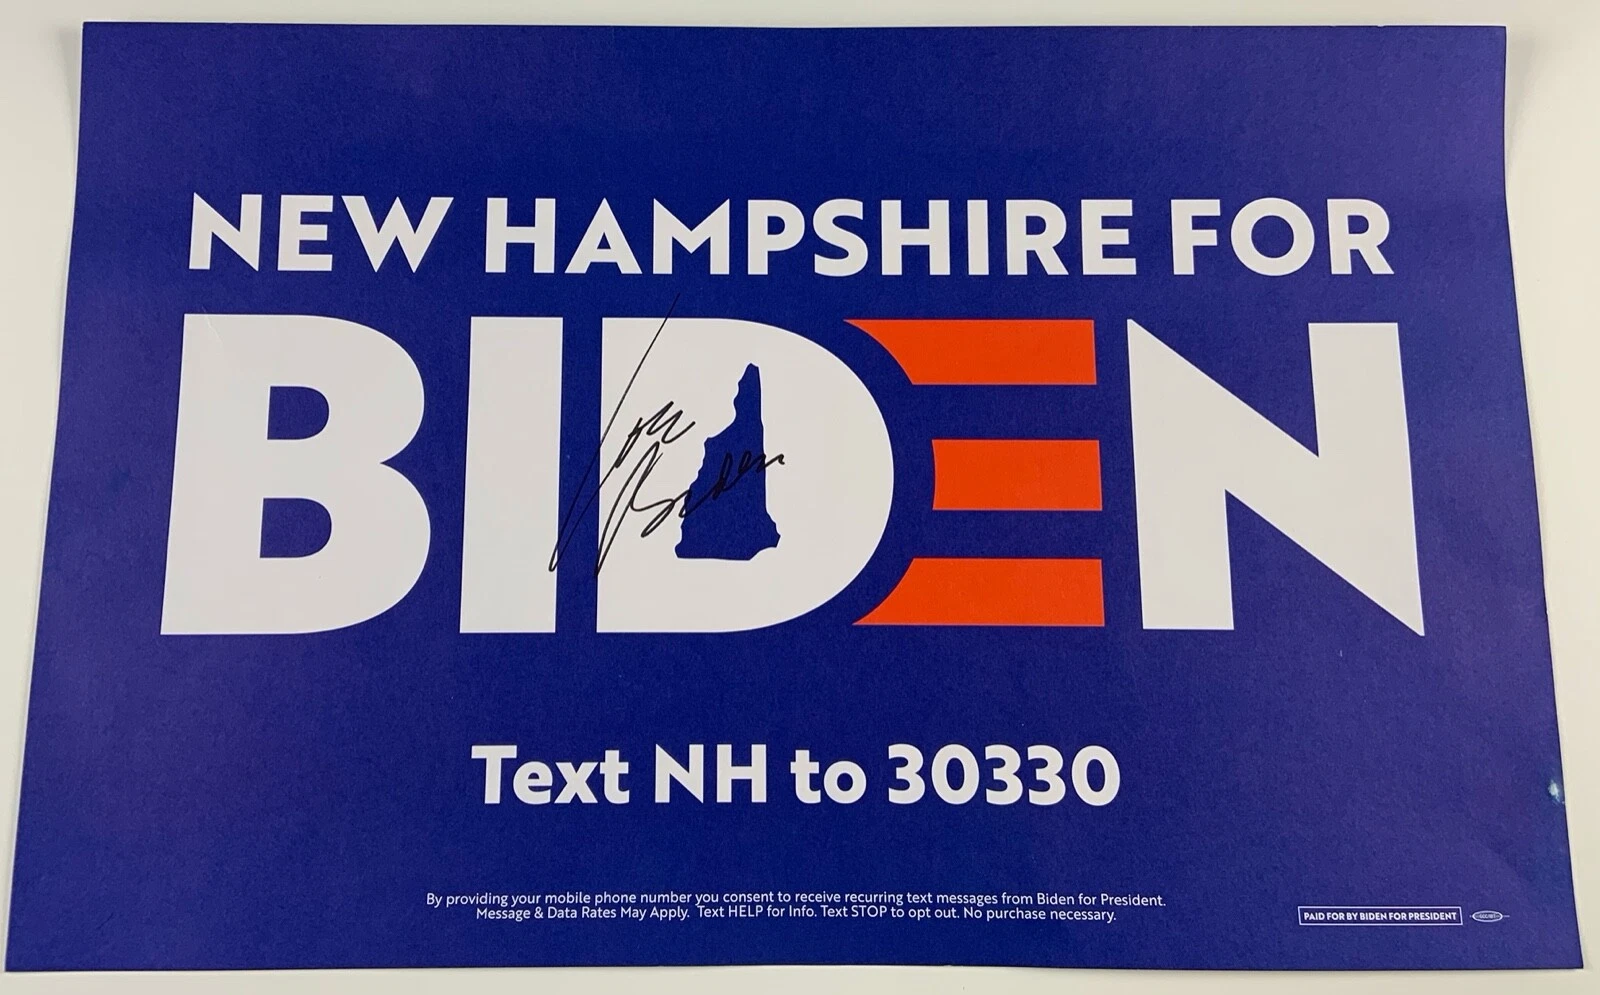 NEW HAMPSHIRE FOR
BIDEN
Joe Biden
Text NH to 30330
By providing your mobile phone number you consent to receive recurring text messages from Biden for President.
Message & Data Rates May Apply. Text HELP for Info. Text STOP to opt out. No purchase necessary.
PAID FOR BY BIDEN FOR PRESIDENT